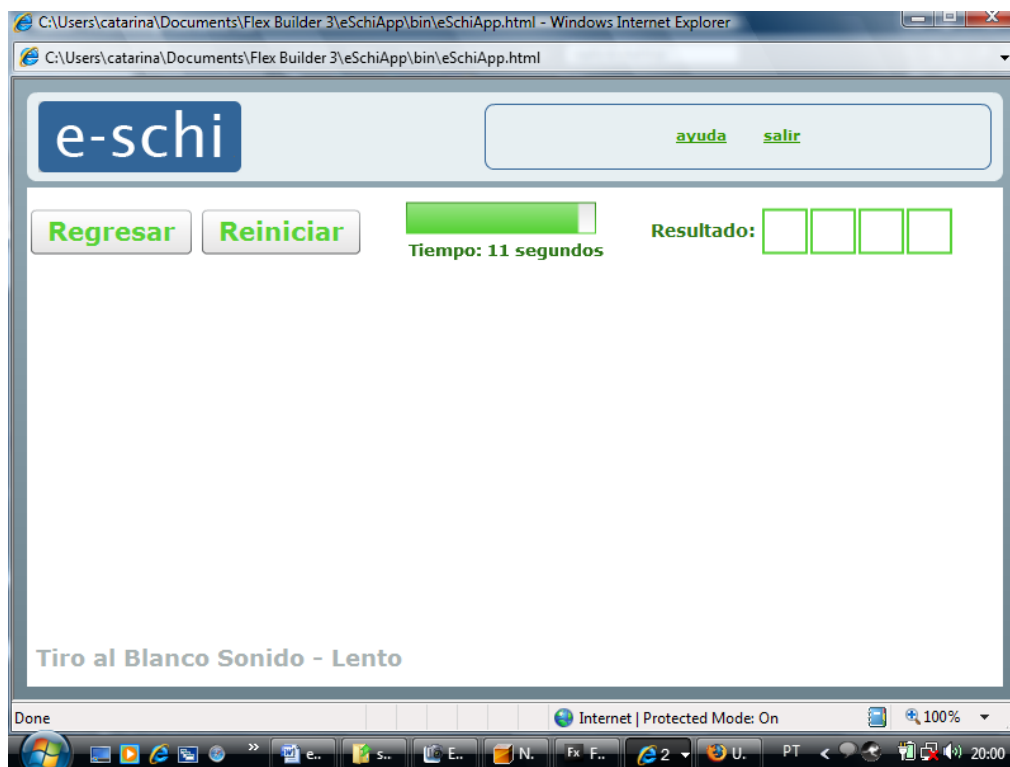 C:\Users\catarina\Documents\Flex Builder 3\eSchiApp\bin\eSchiApp.html - Windows Internet Explorer
C:\Users\catarina\Documents\Flex Builder 3\eSchiApp\bin\eSchiApp.html
e-schi
ayuda salir
Regresar Reiniciar Resultado:
Tiempo: 11 segundos
Tiro al Blanco Sonido - Lento
Done Internet | Protected Mode: On 100%
e.. s.. E.. N. Fx F.. 2 U. PT 20:00